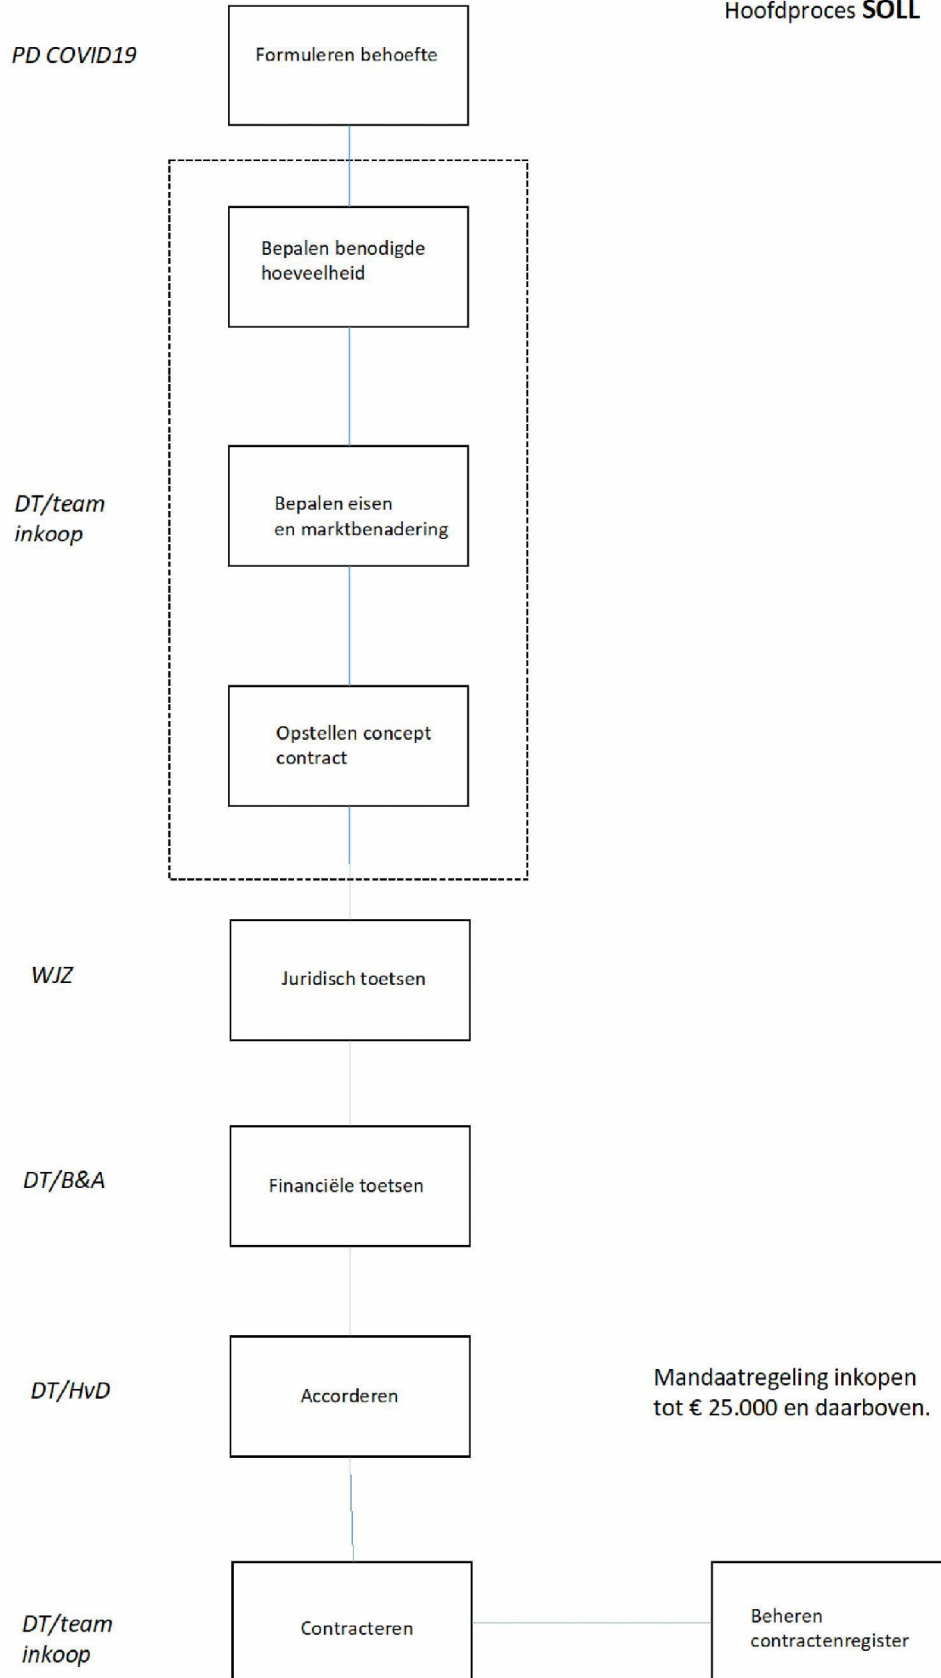 Hoofdproces SOLL
PD COVID19
Formuleren behoefte
Bepalen benodigde
hoeveelheid
DT/team
inkoop
Bepalen eisen
en marktbenadering
Opstellen concept
contract
WJZ
Juridisch toetsen
DT/B&A
Financiële toetsen
DT/HvD
Accorderen
Mandaatregeling inkopen
tot € 25.000 en daarboven.
DT/team
inkoop
Contracteren
Beheren
contractenregister